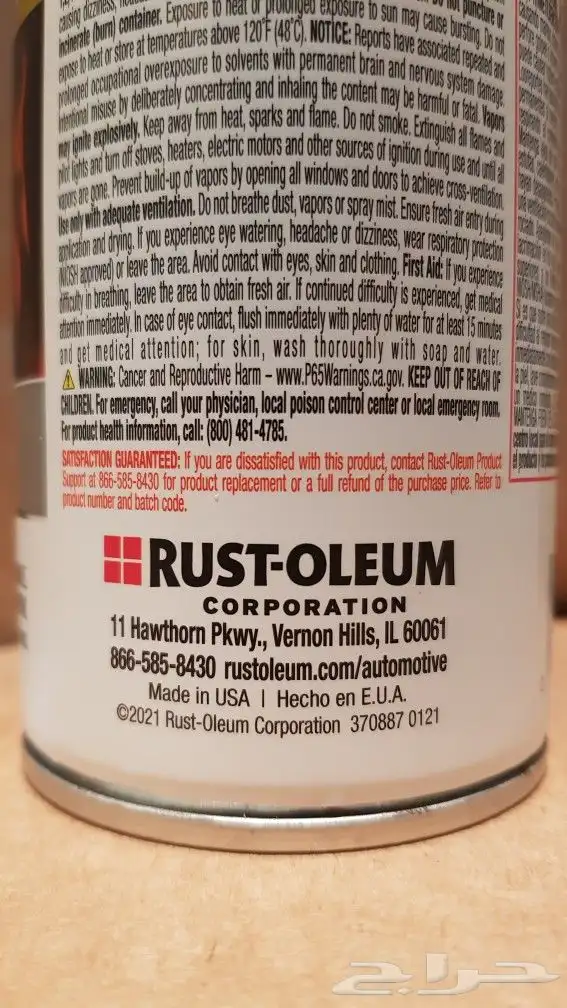 causing dizziness,
puncture or
incinerate (burn) container. Exposure to heat or prolonged exposure to sun may cause bursting. Do not
expose to heat or store at temperatures above 120°F (48°C). NOTICE: Reports have associated repeated and
prolonged occupational overexposure to solvents with permanent brain and nervous system damage.
Intentional misuse by deliberately concentrating and inhaling the content may be harmful or fatal. Vapors
may ignite explosively. Keep away from heat, sparks and flame. Do not smoke. Extinguish all flames and
pilot lights and turn off stoves, heaters, electric motors and other sources of ignition during use and until all
vapors are gone. Prevent build-up of vapors by opening all windows and doors to achieve cross-ventilation.
Use only with adequate ventilation. Do not breathe dust, vapors or spray mist. Ensure fresh air entry during
application and drying. If you experience eye watering, headache or dizziness, wear respiratory protection
(NIOSH approved) or leave the area. Avoid contact with eyes, skin and clothing. First Aid: If you experience
difficulty in breathing, leave the area to obtain fresh air. If continued difficulty is experienced, get medical
attention immediately. In case of eye contact, flush immediately with plenty of water for at least 15 minutes
and get medical attention; for skin, wash thoroughly with soap and water.
WARNING: Cancer and Reproductive Harm – www.P65Warnings.ca.gov. KEEP OUT OF REACH OF
CHILDREN. For emergency, call your physician, local poison control center or local emergency room.
For product health information, call: (800) 481-4785.
SATISFACTION GUARANTEED: If you are dissatisfied with this product, contact Rust-Oleum Product
Support at 866-585-8430 for product replacement or a full refund of the purchase price. Refer to
product number and batch code.
RUST-OLEUM
CORPORATION
11 Hawthorn Pkwy., Vernon Hills, IL 60061
866-585-8430 rustoleum.com/automotive
Made in USA | Hecho en E.U.A.
©2021 Rust-Oleum Corporation 370887 0121
حراج